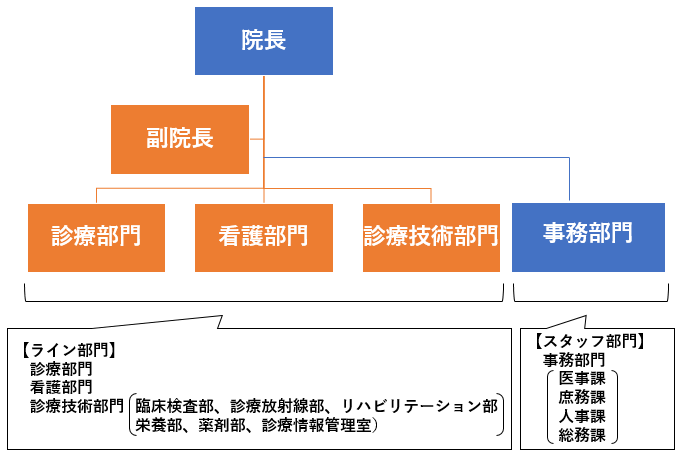 院長
副院長
診療部門
看護部門
診療技術部門
事務部門
【ライン部門】
診療部門
看護部門
診療技術部門
臨床検査部、診療放射線部、リハビリテーション部
栄養部、薬剤部、診療情報管理室）
【スタッフ部門】
事務部門
医事課
庶務課
人事課
総務課